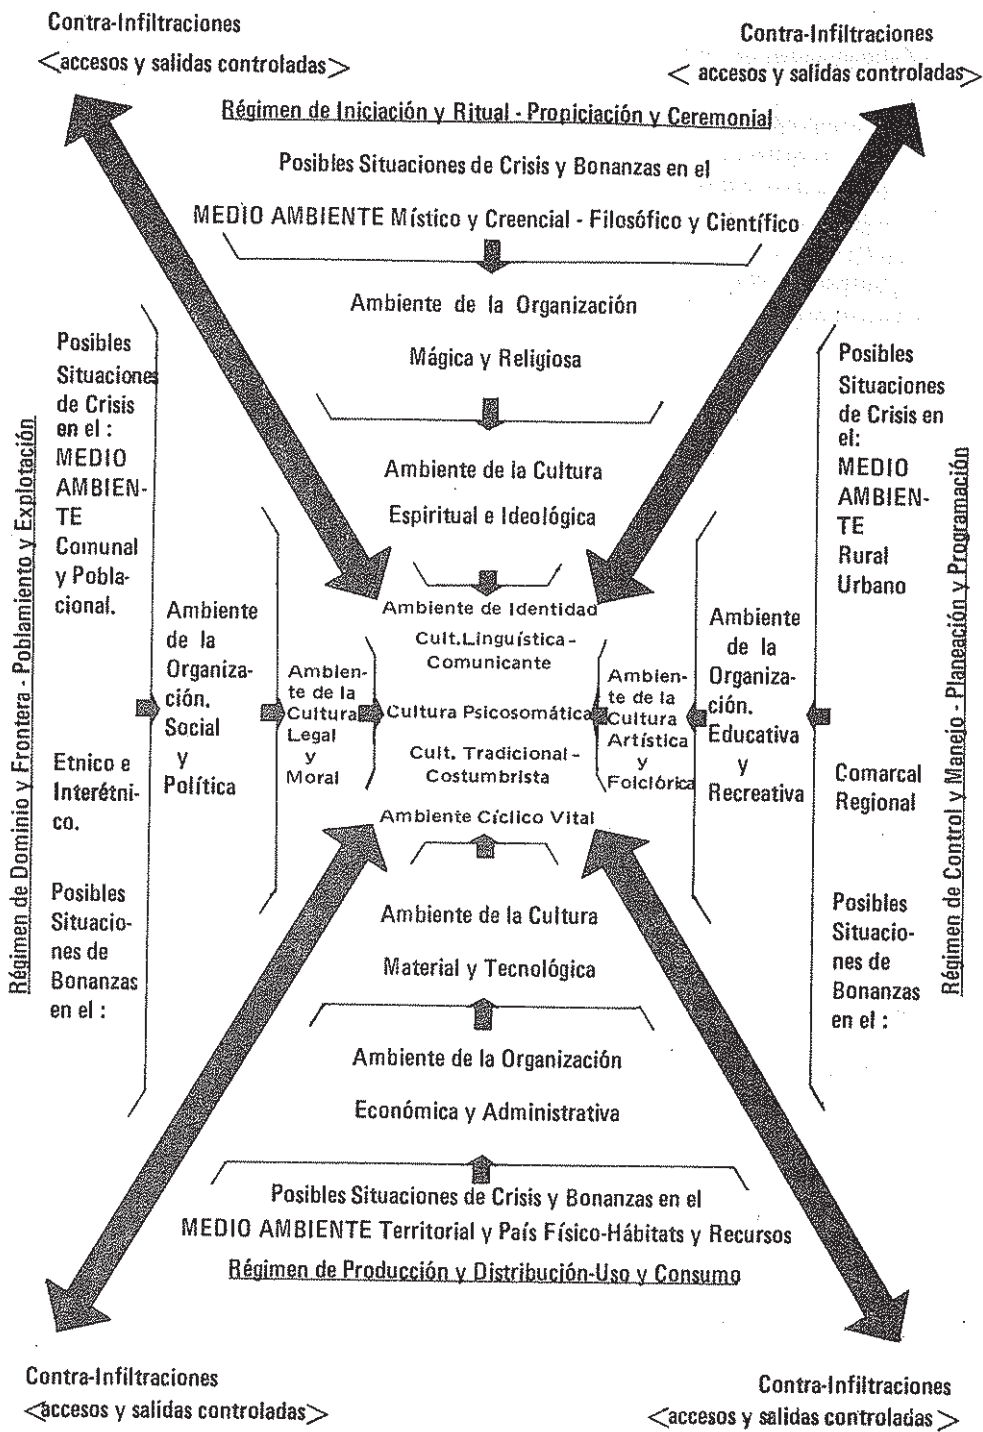 Contra-Infiltraciones
<accesos y salidas controladas>
Contra-Infiltraciones
< accesos y salidas controladas>
Régimen de Iniciación y Ritual - Propiciación y Ceremonial
Posibles Situaciones de Crisis y Bonanzas en el
MEDIO AMBIENTE Místico y Creencial - Filosófico y Científico
Ambiente de la Organización
Mágica y Religiosa
Ambiente de la Cultura
Espiritual e Ideológica
Régimen de Dominio y Frontera - Poblamiento y Explotación
Posibles
Situaciones
de Crisis
en el :
MEDIO
AMBIEN-
TE
Comunal
y Pobla-
cional.
Etnico e
Interétni-
co.
Posibles
Situacio-
nes de
Bonanzas
en el :
Ambiente
de la
Organiza-
ción.
Social
y
Política
Ambien-
te de la
Cultura
Legal
y
Moral
Ambiente de Identidad
Cult.Linguística-
Comunicante
Cultura Psicosomática
Cult. Tradicional-
Costumbrista
Ambiente Cíclico Vital
Ambien-
te de la
Cultura
Artística
y
Folclórica
Ambiente
de la
Organiza-
ción.
Educativa
y
Recreativa
Posibles
Situaciones
de Crisis en
el:
MEDIO
AMBIEN-
TE
Rural
Urbano
Comarcal
Regional
Posibles
Situacio-
nes de
Bonanzas
en el :
Régimen de Control y Manejo - Planeación y Programación
Ambiente de la Cultura
Material y Tecnológica
Ambiente de la Organización
Económica y Administrativa
Posibles Situaciones de Crisis y Bonanzas en el
MEDIO AMBIENTE Territorial y País Físico-Hábitats y Recursos
Régimen de Producción y Distribución-Uso y Consumo
Contra-Infiltraciones
<accesos y salidas controladas>
Contra-Infiltraciones
<accesos y salidas controladas>